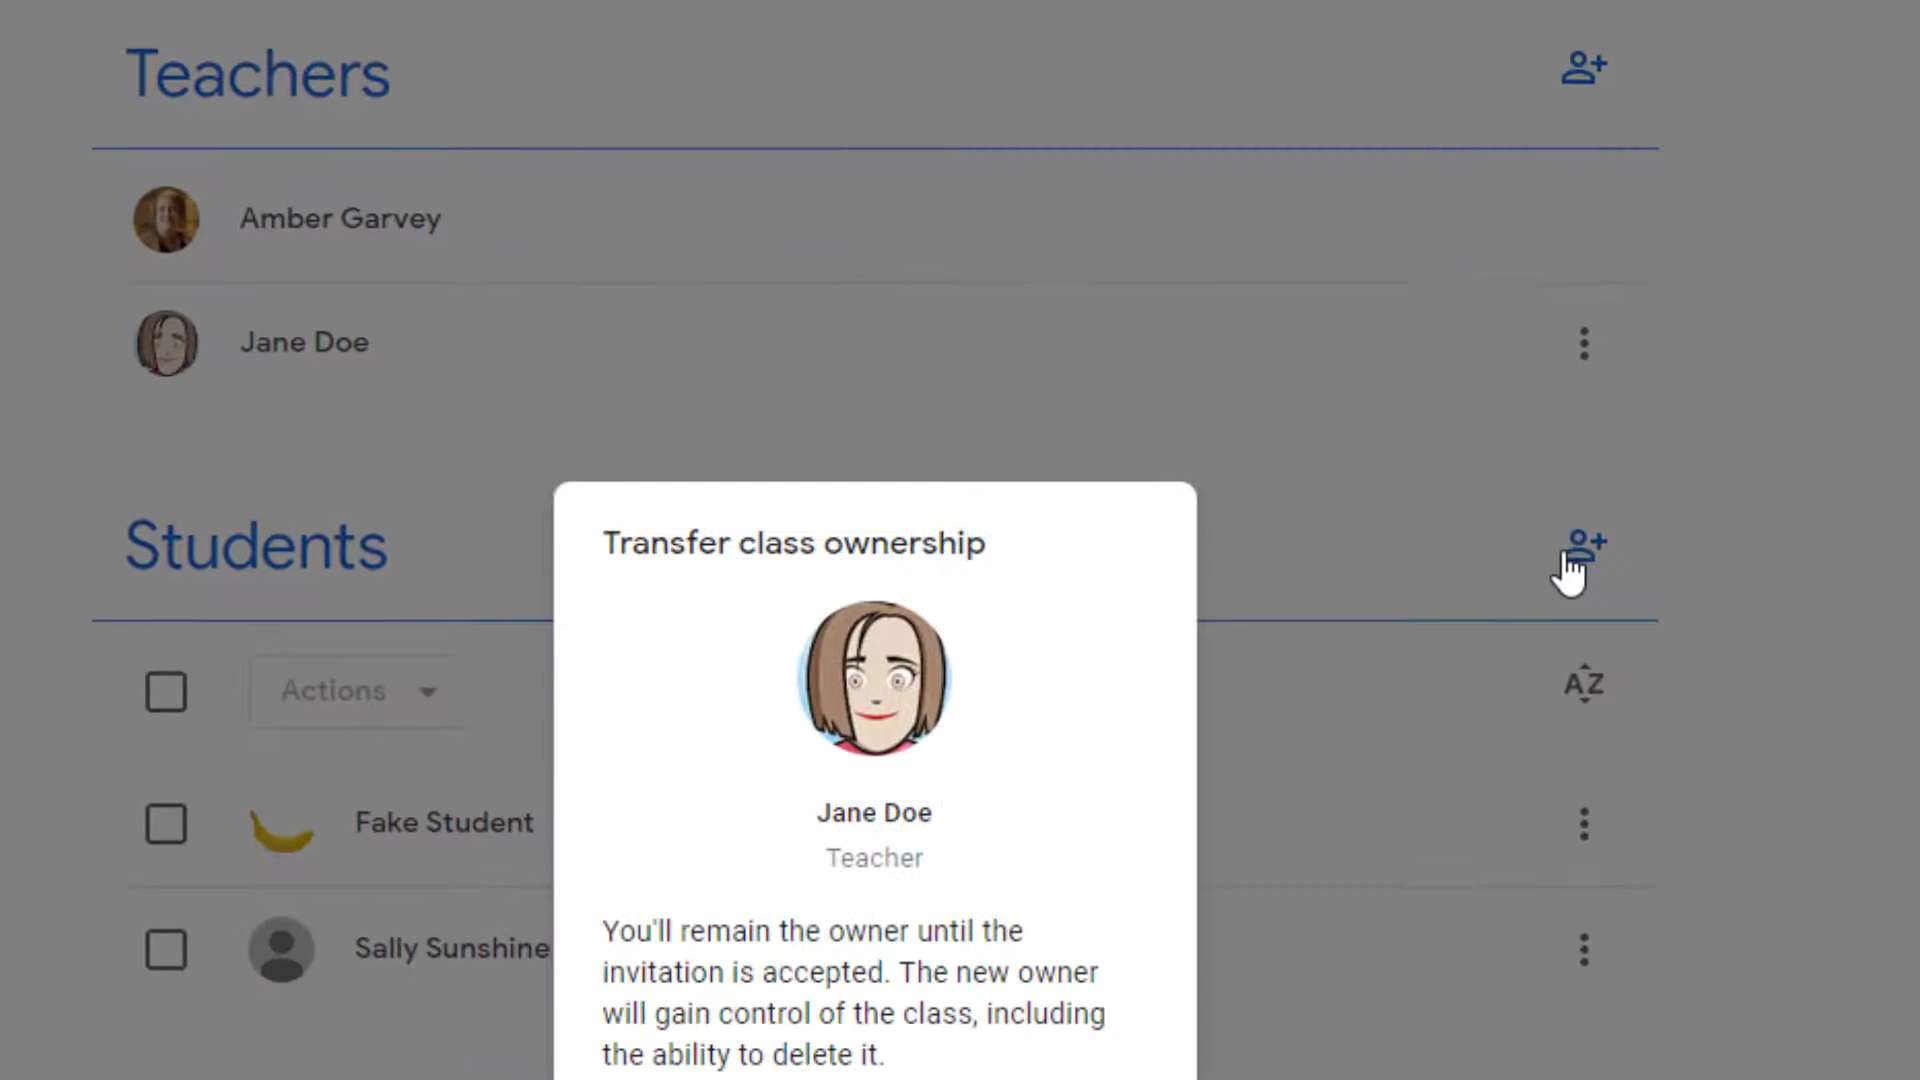 Teachers
Amber Garvey
Jane Doe
Students
Actions
AZ
Fake Student
Sally Sunshine
Transfer class ownership
Jane Doe
Teacher
You'll remain the owner until the
invitation is accepted. The new owner
will gain control of the class, including
the ability to delete it.